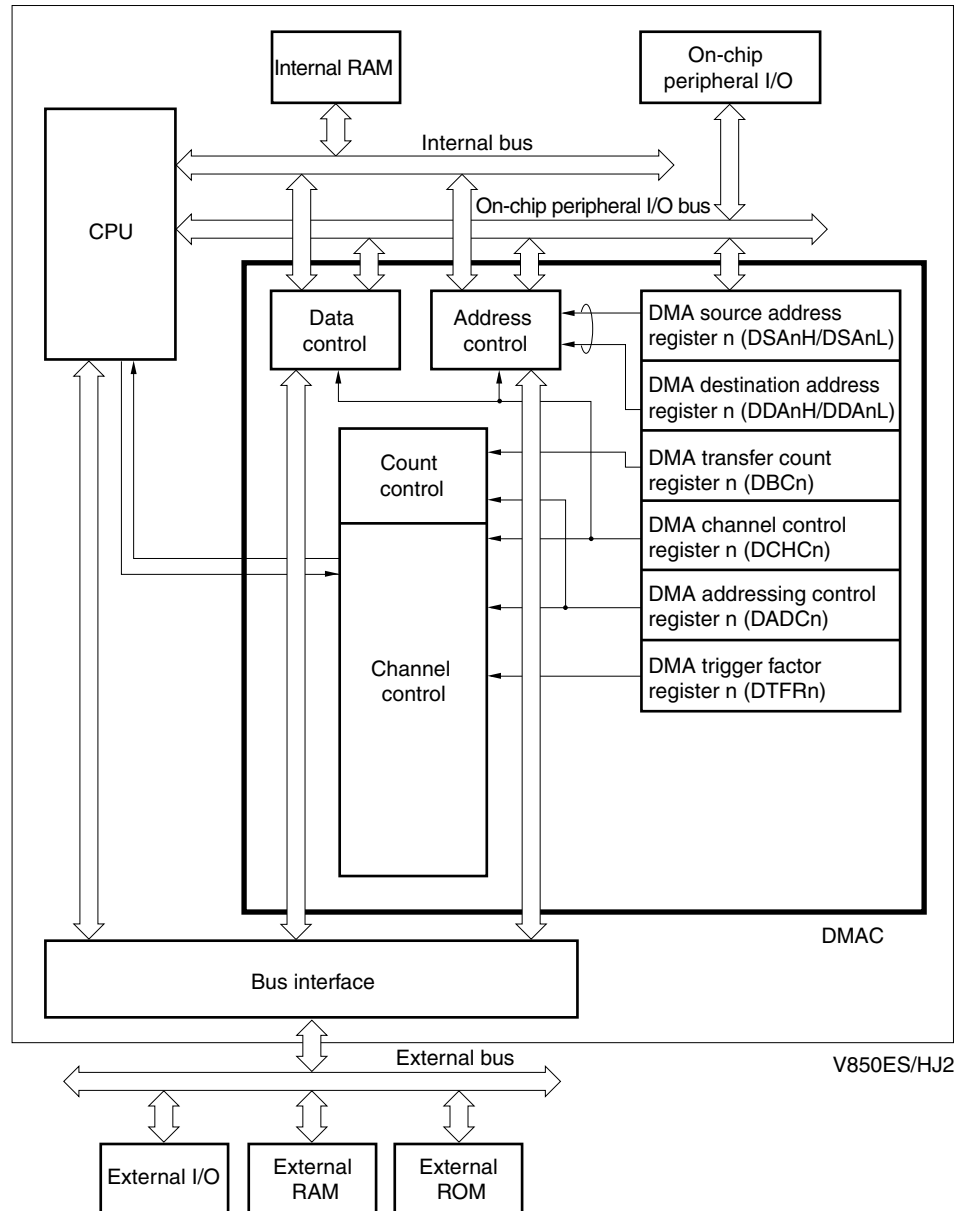 Internal RAM
On-chip
peripheral I/O
Internal bus
On-chip peripheral I/O bus
CPU
Data
control
Address
control
DMA source address
register n (DSAnH/DSAnL)
DMA destination address
register n (DDAnH/DDAnL)
Count
control
DMA transfer count
register n (DBCn)
DMA channel control
register n (DCHCn)
DMA addressing control
register n (DADCn)
Channel
control
DMA trigger factor
register n (DTFRn)
DMAC
Bus interface
External bus
V850ES/HJ2
External I/O
External
RAM
External
ROM